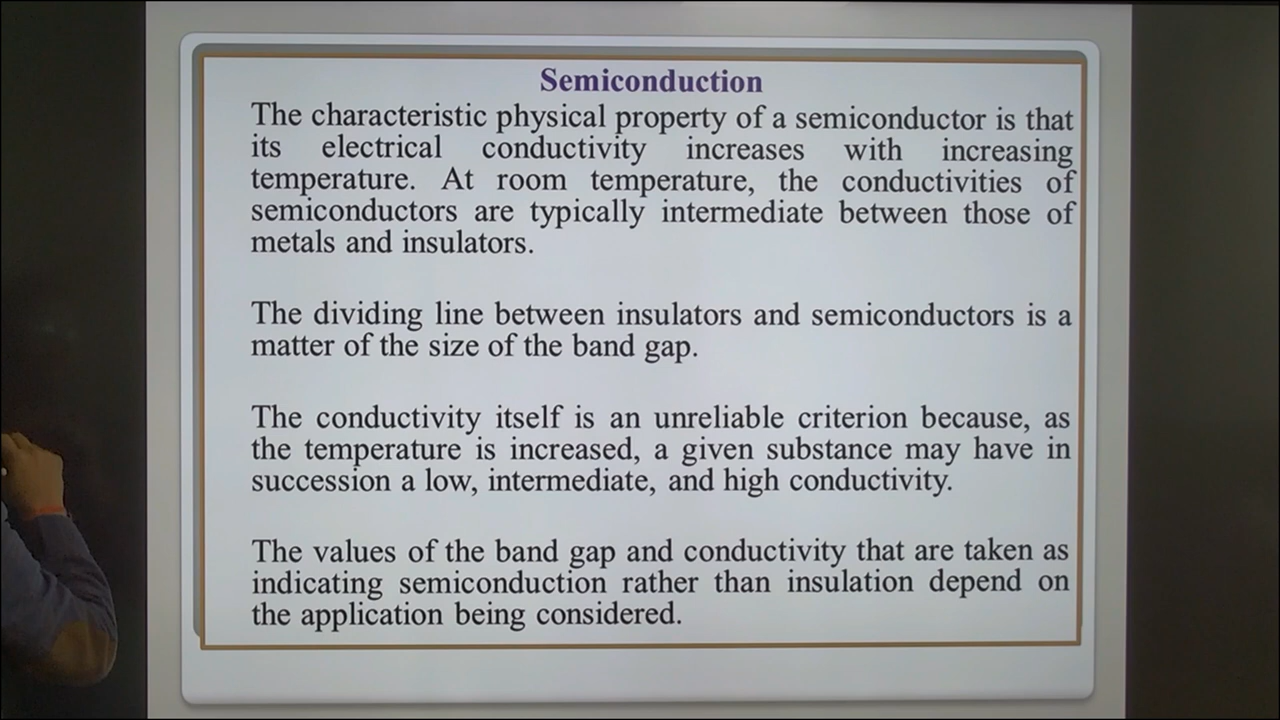 Semiconduction
The characteristic physical property of a semiconductor is that
its electrical conductivity increases with increasing
temperature. At room temperature, the conductivities of
semiconductors are typically intermediate between those of
metals and insulators.
The dividing line between insulators and semiconductors is a
matter of the size of the band gap.
The conductivity itself is an unreliable criterion because, as
the temperature is increased, a given substance may have in
succession a low, intermediate, and high conductivity.
The values of the band gap and conductivity that are taken as
indicating semiconduction rather than insulation depend on
the application being considered.